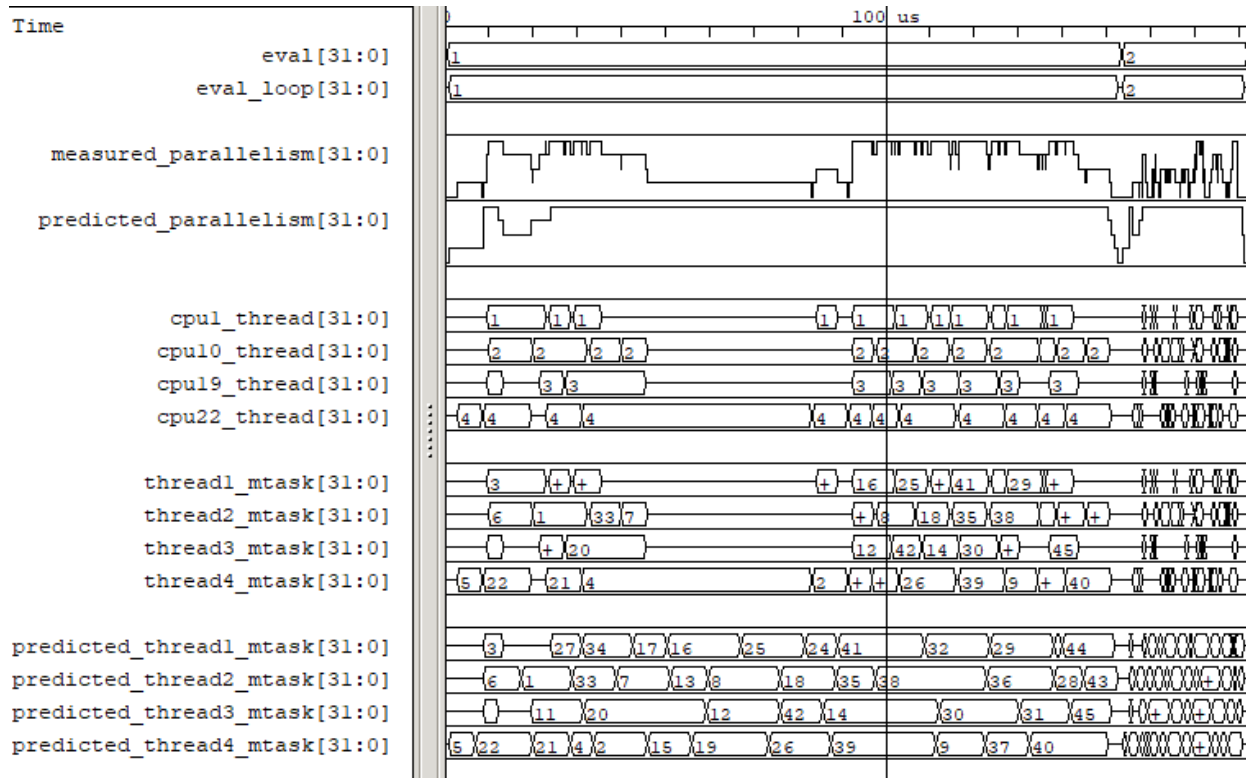 0 100 us
Time
eval[31:0] 1 2
eval_loop[31:0] 1 2
measured_parallelism[31:0]
predicted_parallelism[31:0]
cpu1_thread[31:0] 1 1 1 1 1 1 1 1 1 1
cpu10_thread[31:0] 2 2 2 2 2 2 2 2 2 2 2 2
cpu19_thread[31:0] 3 3 3 3 3 3 3 3
cpu22_thread[31:0] 4 4 4 4 4 4 4 4 4 4 4 4
thread1_mtask[31:0] 3 + + + 16 25 + 41 29 +
thread2_mtask[31:0] 6 1 33 7 + 8 18 35 38 + +
thread3_mtask[31:0] + 20 12 42 14 30 + 45
thread4_mtask[31:0] 5 22 21 4 2 + + 26 39 9 + 40
predicted_thread1_mtask[31:0] 3 27 34 17 16 25 24 41 32 29 44
predicted_thread2_mtask[31:0] 6 1 33 7 13 8 18 35 38 36 28 43 +
predicted_thread3_mtask[31:0] 11 20 12 42 14 30 31 45 + +
predicted_thread4_mtask[31:0] 5 22 21 4 2 15 19 26 39 9 37 40 +